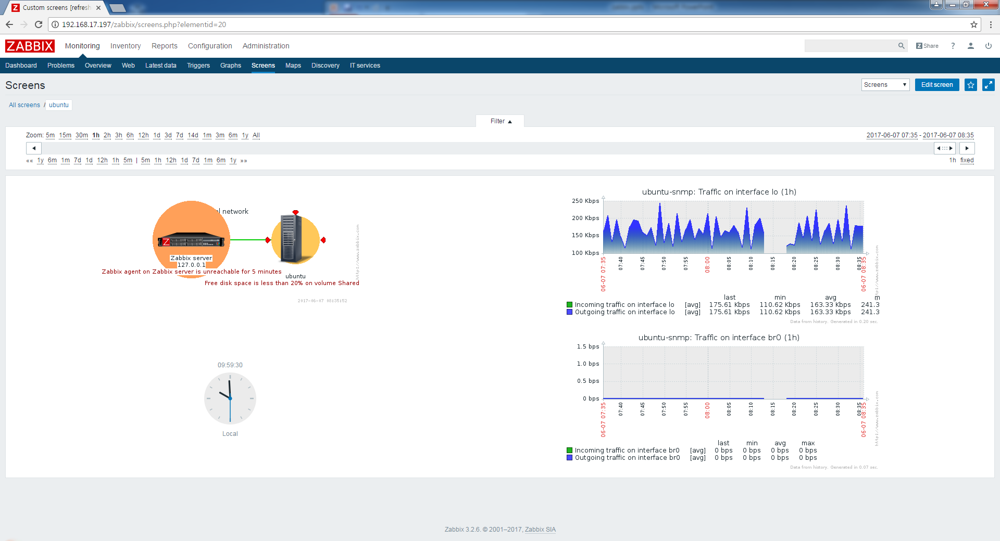 Custom screens [refresh
192.168.17.197/zabbix/screens.php?elementid=20
ZABBIX Monitoring Inventory Reports Configuration Administration
Z Share ?
Dashboard Problems Overview Web Latest data Triggers Graphs Screens Maps Discovery IT services
Screens
Screens Edit screen
All screens / ubuntu
Filter
Zoom: 5m 15m 30m 1h 2h 3h 6h 12h 1d 3d 7d 14d 1m 3m 6m 1y All
2017-06-07 07:35 - 2017-06-07 08:35
«« 1y 6m 1m 7d 1d 12h 1h 5m | 5m 1h 12h 1d 7d 1m 6m 1y »»
1h fixed
network
Zabbix server
127.0.0.1
Zabbix agent on Zabbix server is unreachable for 5 minutes
ubuntu
Free disk space is less than 20% on volume Shared
http://www.zabbix.com
2017-06-07 08:35:52
09:59:30
Local
ubuntu-snmp: Traffic on interface lo (1h)
250 Kbps
200 Kbps
150 Kbps
100 Kbps
06-07 07:35 07:40 07:45 07:50 07:55 08:00 08:05 08:10 08:15 08:20 08:25 08:30 08:35 06-07 08:35
http://www.zabbix.com
last min avg m
Incoming traffic on interface lo [avg] 175.61 Kbps 110.62 Kbps 163.33 Kbps 241.3
Outgoing traffic on interface lo [avg] 175.61 Kbps 110.62 Kbps 163.33 Kbps 241.3
Data from history. Generated in 0.20 sec.
ubuntu-snmp: Traffic on interface br0 (1h)
1.5 bps
1.0 bps
0.5 bps
0 bps
06-07 07:35 07:40 07:45 07:50 07:55 08:00 08:05 08:10 08:15 08:20 08:25 08:30 08:35 06-07 08:35
http://www.zabbix.com
last min avg max
Incoming traffic on interface br0 [avg] 0 bps 0 bps 0 bps 0 bps
Outgoing traffic on interface br0 [avg] 0 bps 0 bps 0 bps 0 bps
Data from history. Generated in 0.07 sec.
Zabbix 3.2.6. © 2001–2017, Zabbix SIA